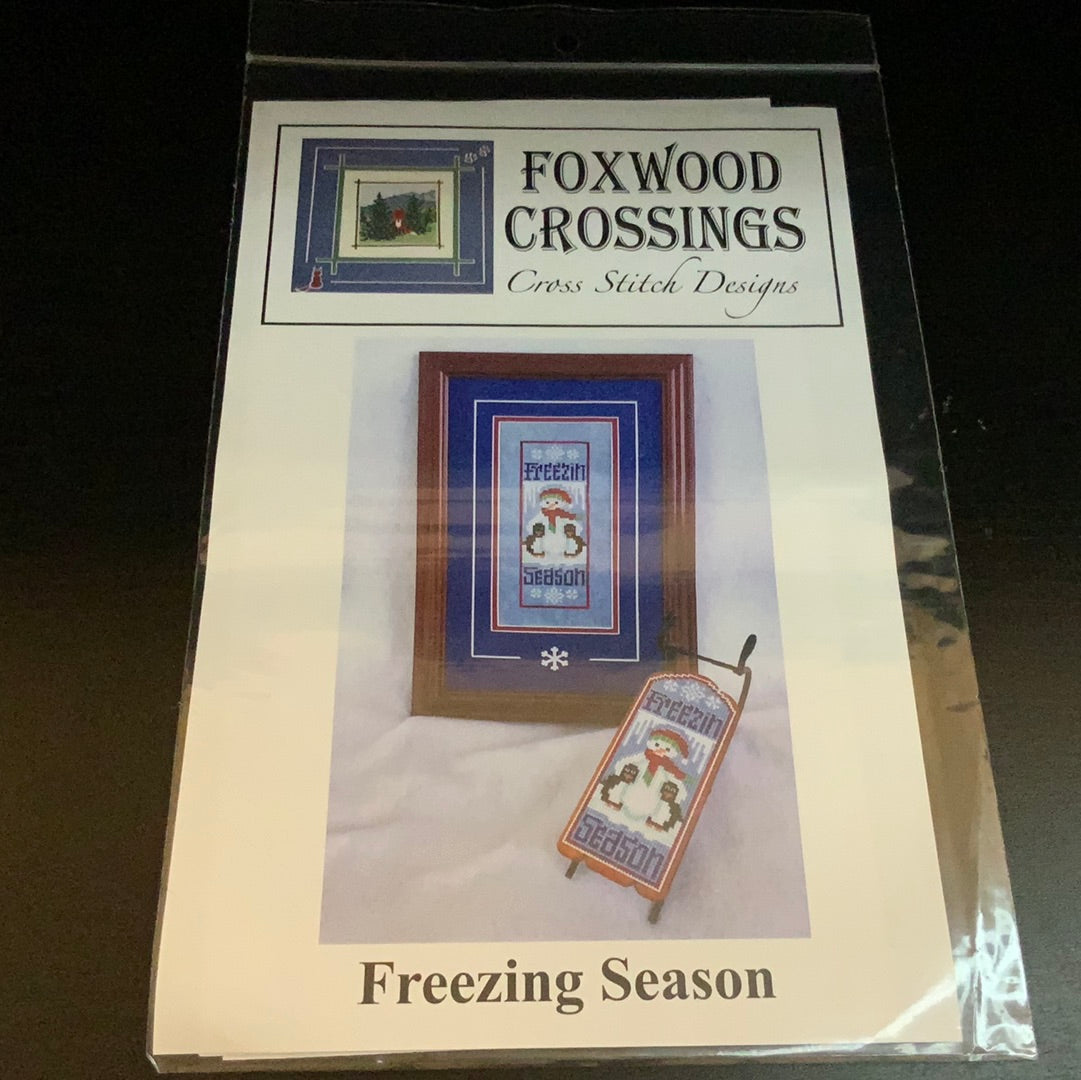 FOXWOOD
CROSSINGS
Cross Stitch Designs
Freezin
Season
Freezin
Season
Freezing Season